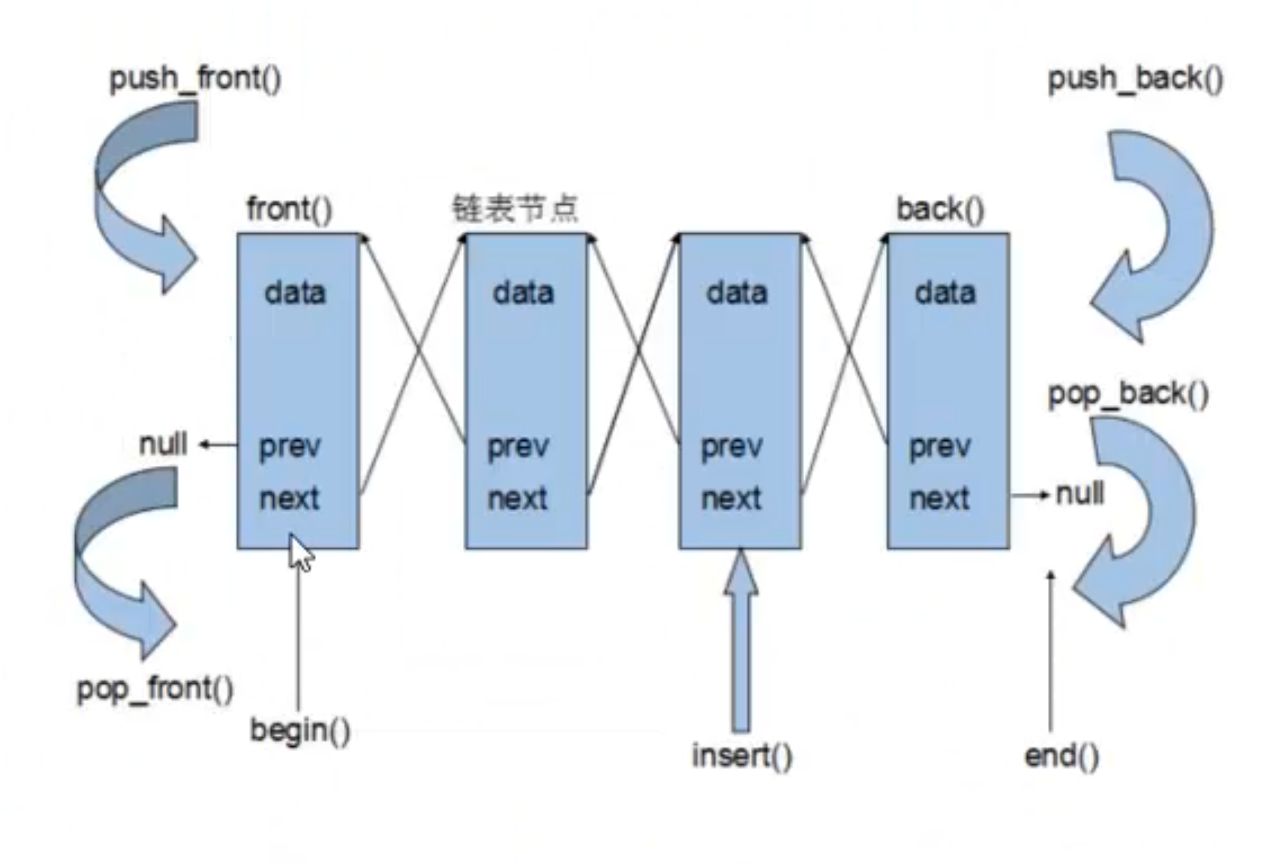 push_front()
push_back()
front()
链表节点
back()
data
data
data
data
pop_back()
null
prev
prev
prev
prev
next
next
next
next
null
pop_front()
begin()
insert()
end()